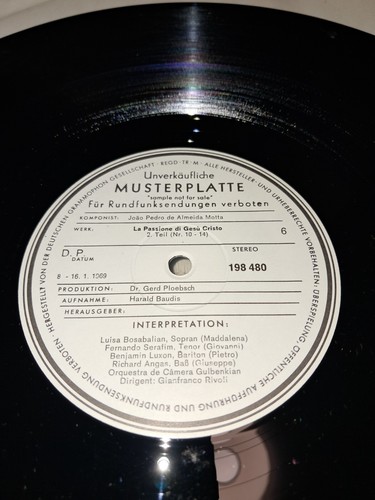 HERGESTELLT VON DER DEUTSCHEN GRAMMOPHON GESELLSCHAFT · REGD·TR·M · ALLE HERSTELLER- UND URHEBERRECHTE VORBEHALTEN · ÜBERSPIELUNG, ÖFFENTLICHE AUFFÜHRUNG UND RUNDFUNKSENDUNG VERBOTEN
Unverkäufliche
MUSTERPLATTE
"sample not for sale"
Für Rundfunksendungen verboten
KOMPONIST: João Pedro de Almeida Motta
WERK: La Passione di Gesù Cristo 6
2. Teil (Nr. 10 - 14)
D. P. STEREO
DATUM
8 - 16. 1. 1969 198 480
PRODUKTION: Dr. Gerd Ploebsch
AUFNAHME: Harald Baudis
HERAUSGEBER:
INTERPRETATION:
Luisa Bosabalian, Sopran (Maddalena)
Fernando Serafim, Tenor (Giovanni)
Benjamin Luxon, Bariton (Pietro)
Richard Angas, Baß (Giuseppe)
Orquestra de Câmera Gulbenkian
Dirigent: Gianfranco Rivoli